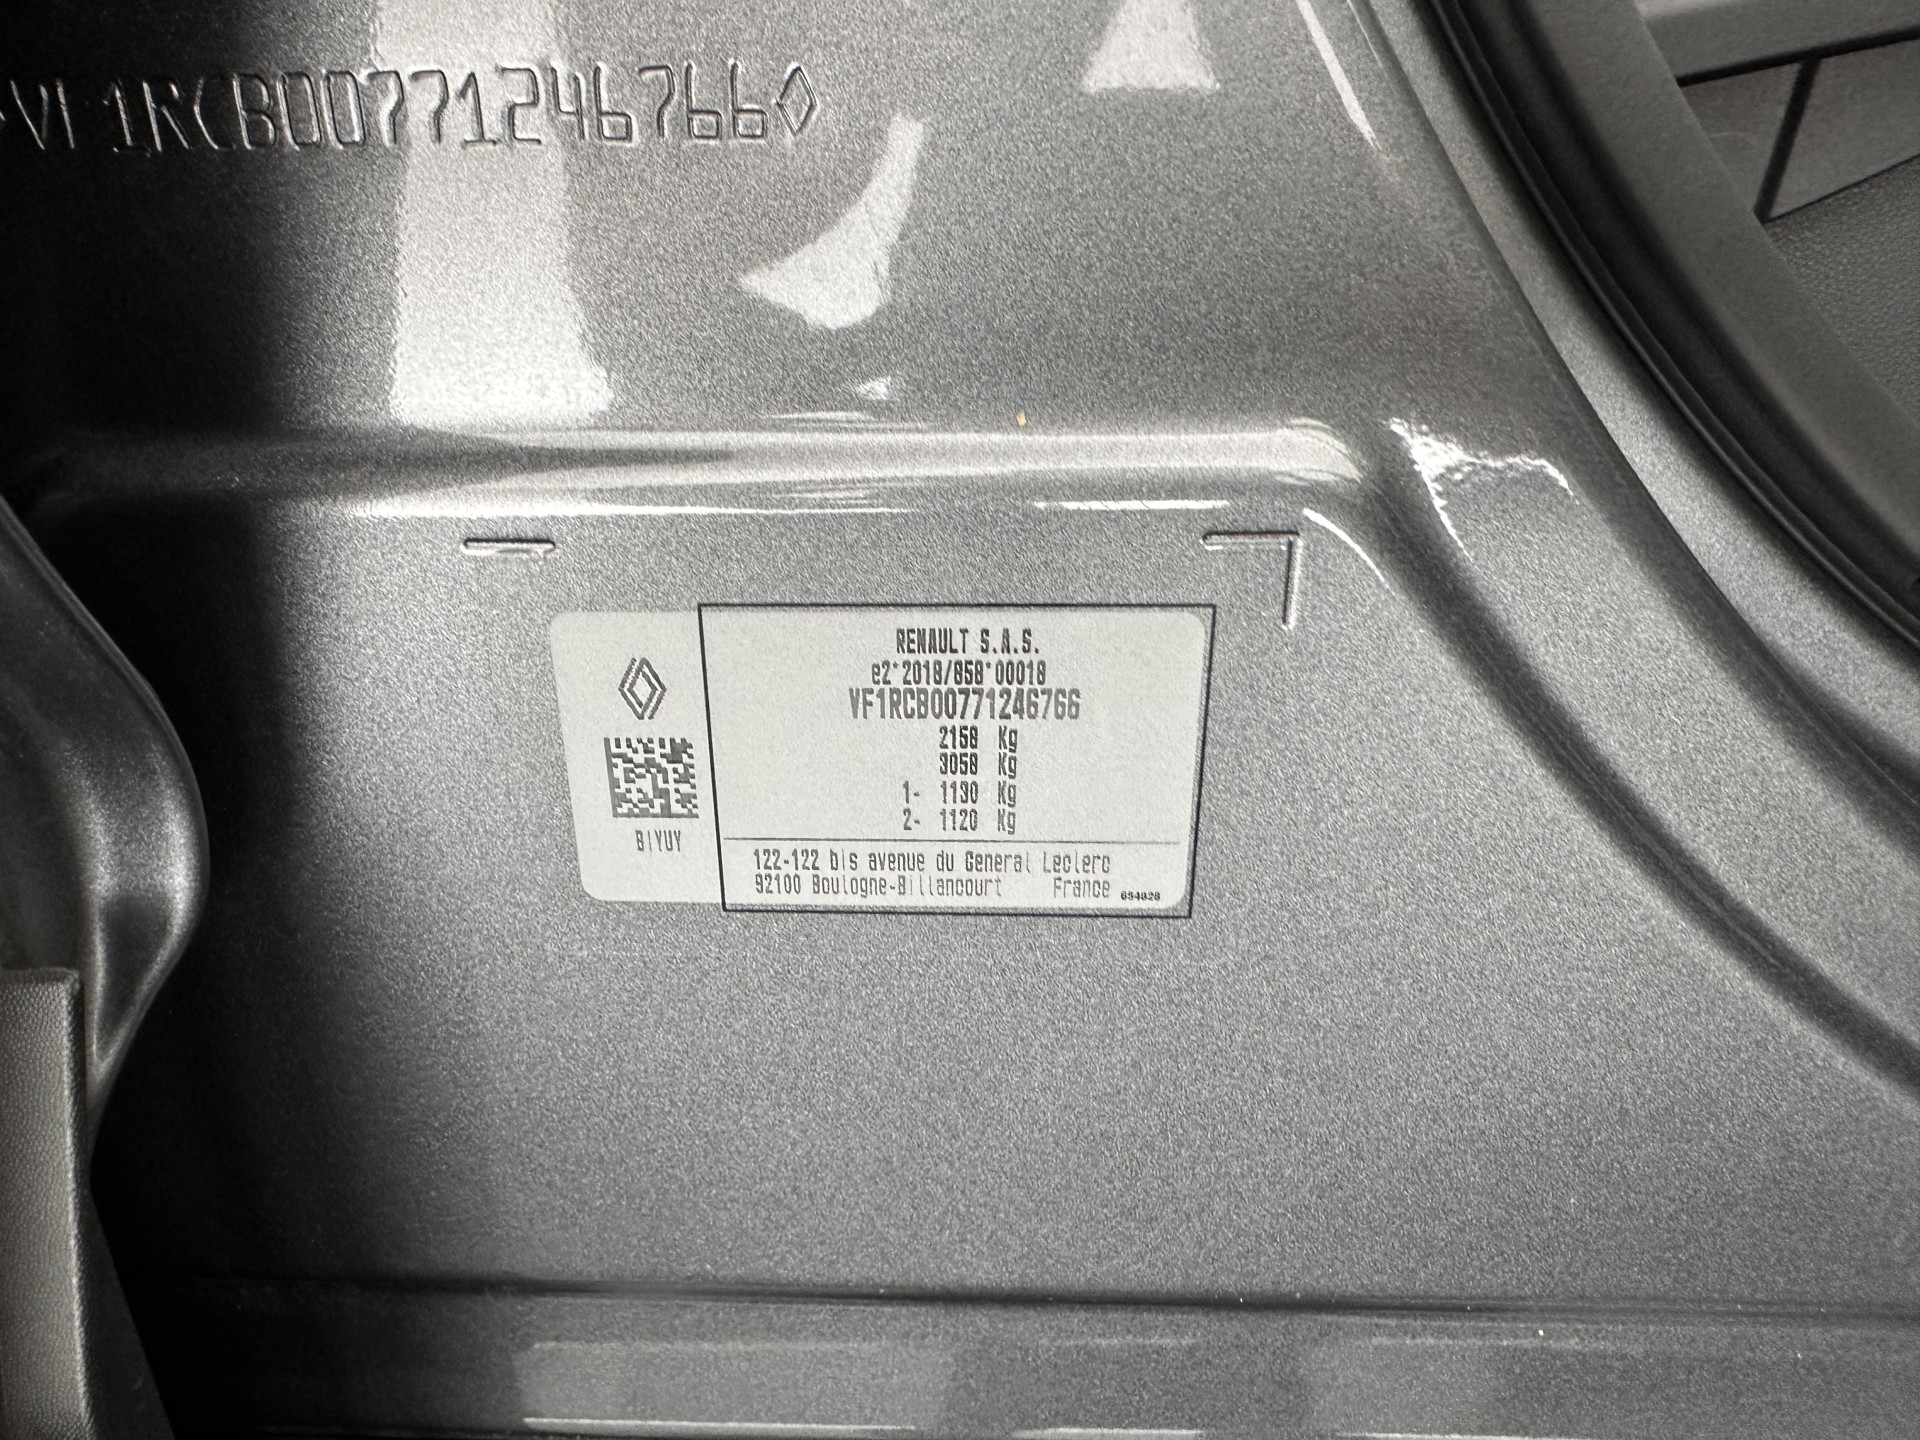 VF1RCB00771246766
RENAULT S.A.S.
e2*2018/858*00018
VF1RCB00771246766
2158 Kg
3058 Kg
1- 1130 Kg
2- 1120 Kg
BIYUY
122-122 bis avenue du General Leclerc
92100 Boulogne-Billancourt France
654826